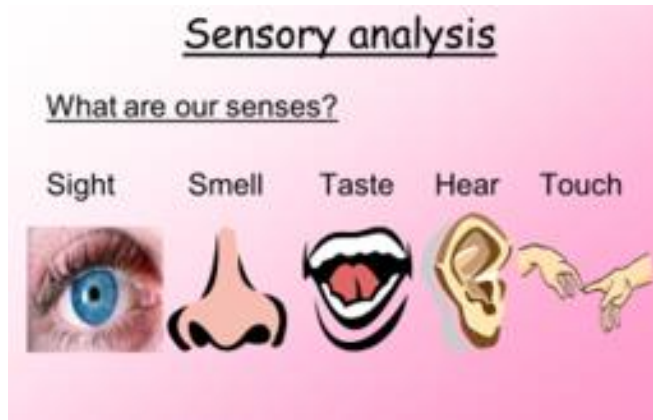 Sensory analysis
What are our senses?
Sight Smell Taste Hear Touch